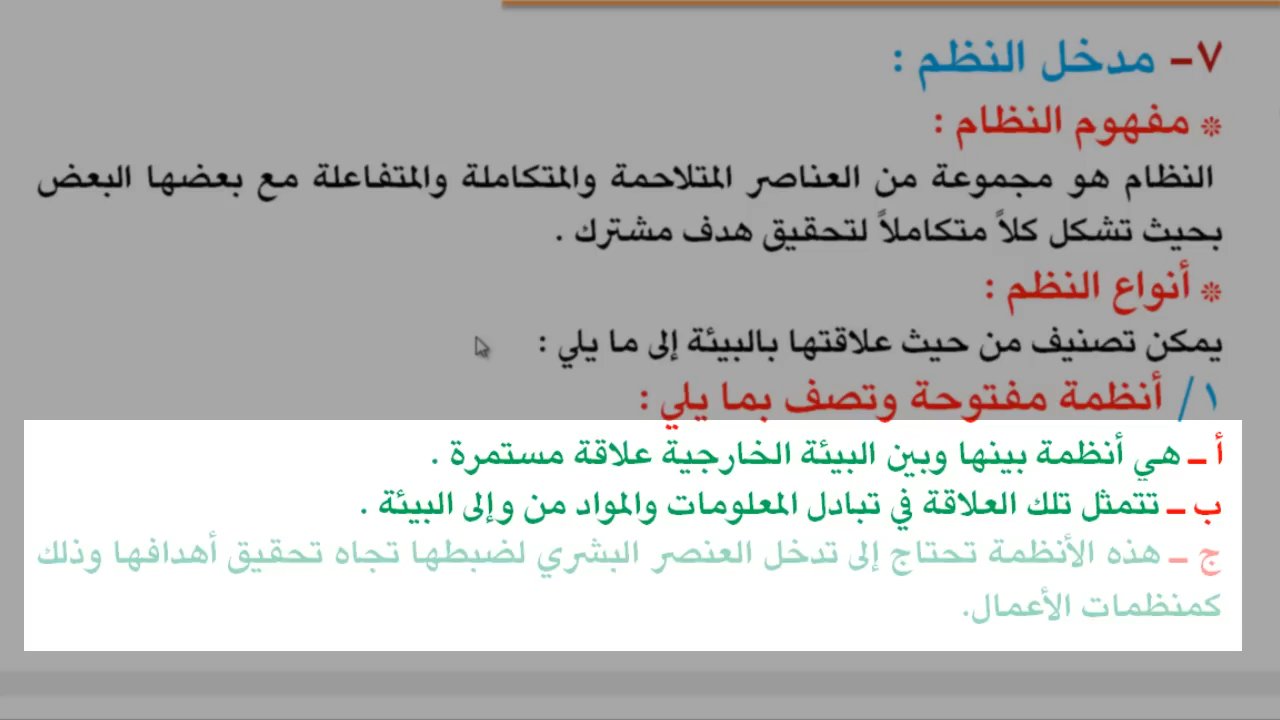 ٧- مدخل النظم :
* مفهوم النظام :
النظام هو مجموعة من العناصر المتلاحمة والمتكاملة والمتفاعلة مع بعضها البعض
بحيث تشكل كلاً متكاملاً لتحقيق هدف مشترك .
* أنواع النظم :
يمكن تصنيف من حيث علاقتها بالبيئة إلى ما يلي :
١/ أنظمة مفتوحة وتصف بما يلي :
أ ـ هي أنظمة بينها وبين البيئة الخارجية علاقة مستمرة .
ب ـ تتمثل تلك العلاقة في تبادل المعلومات والمواد من وإلى البيئة .
ج ـ هذه الأنظمة تحتاج إلى تدخل العنصر البشري لضبطها تجاه تحقيق أهدافها وذلك
كمنظمات الأعمال.